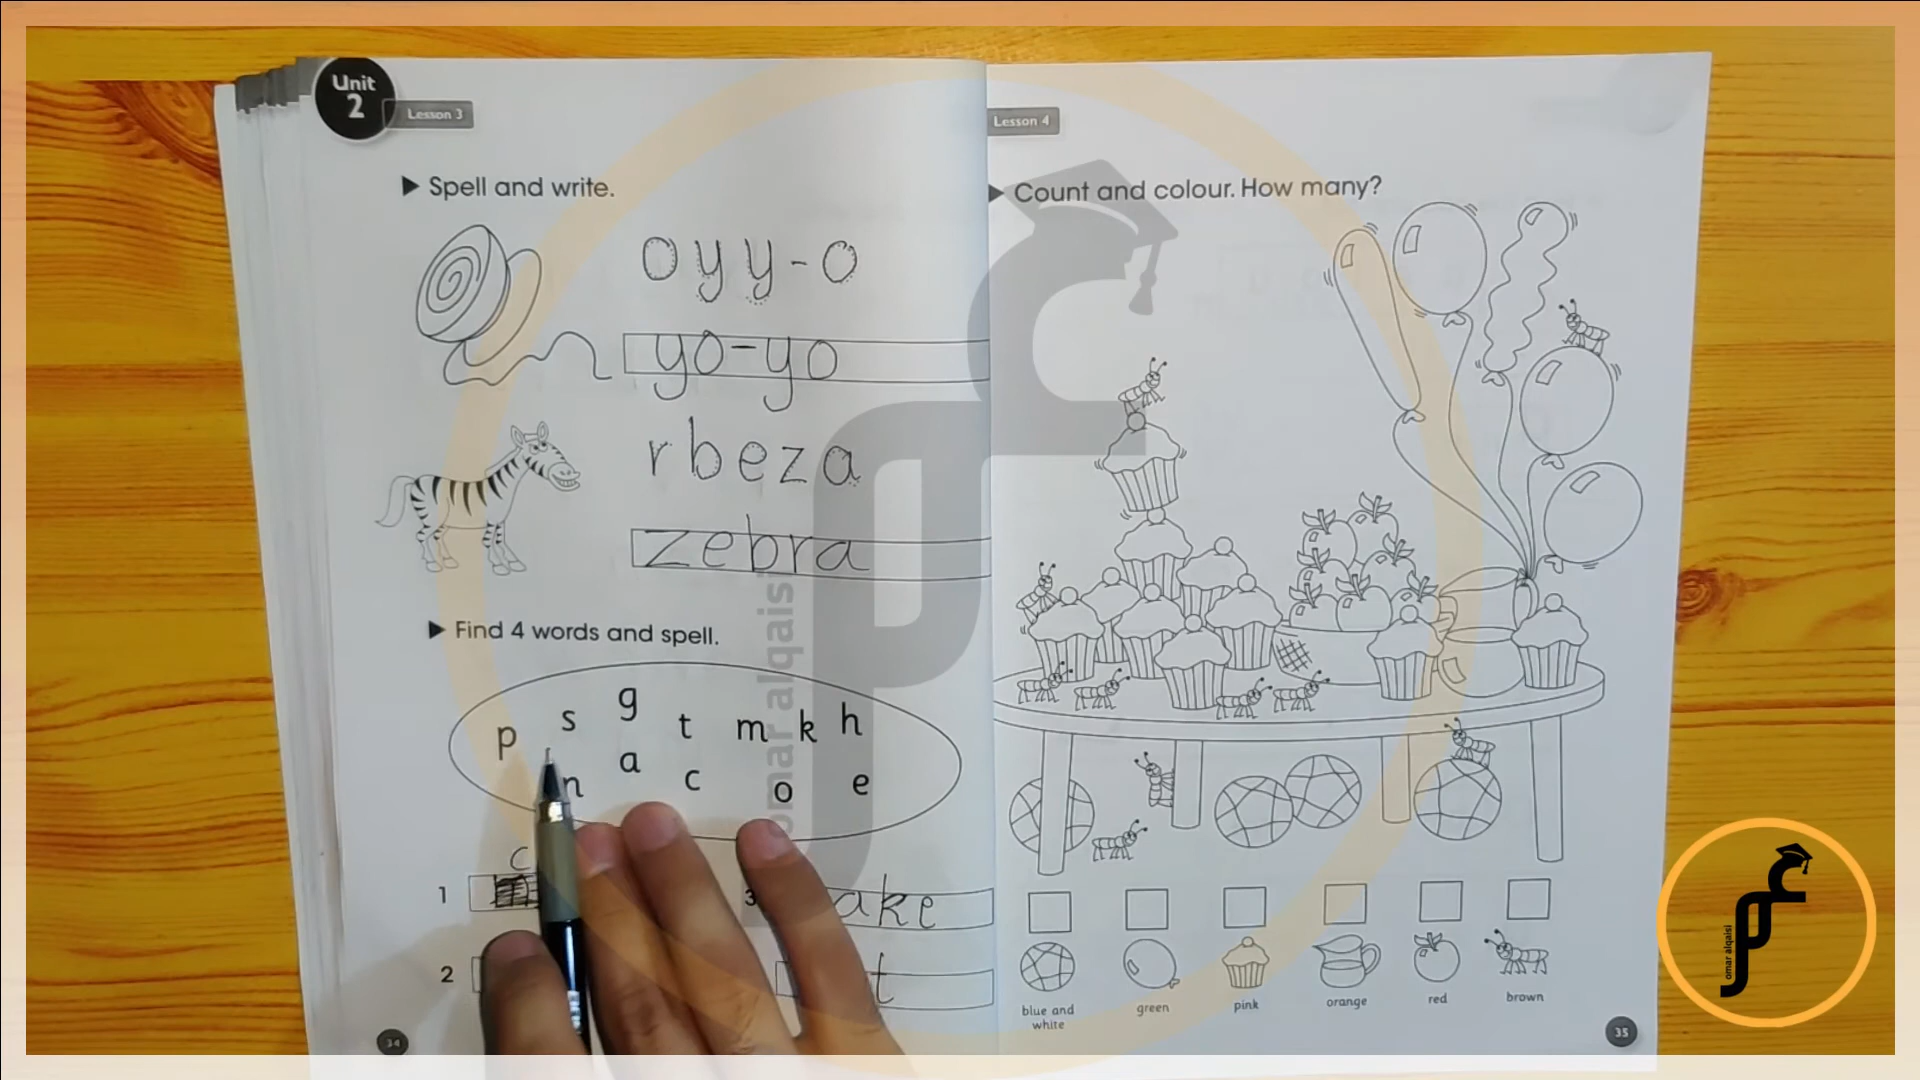 Unit
2
Lesson 3
Spell and write.
oyy-o
yo-yo
rbeza
zebra
Find 4 words and spell.
p s g t m k h
n a c o e
c
1
3 ake
2
t
34
Lesson 4
Count and colour. How many?
blue and white
green
pink
orange
red
brown
35
omar alqaisi
omar alqaisi